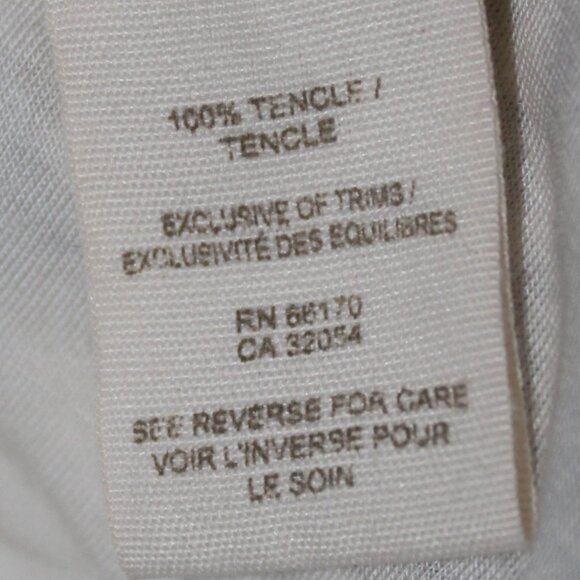 100% TENCLE /
TENCLE
EXCLUSIVE OF TRIMS /
EXCLUSIVITÉ DES EQUILIBRES
RN 66170
CA 32054
SEE REVERSE FOR CARE
VOIR L'INVERSE POUR
LE SOIN